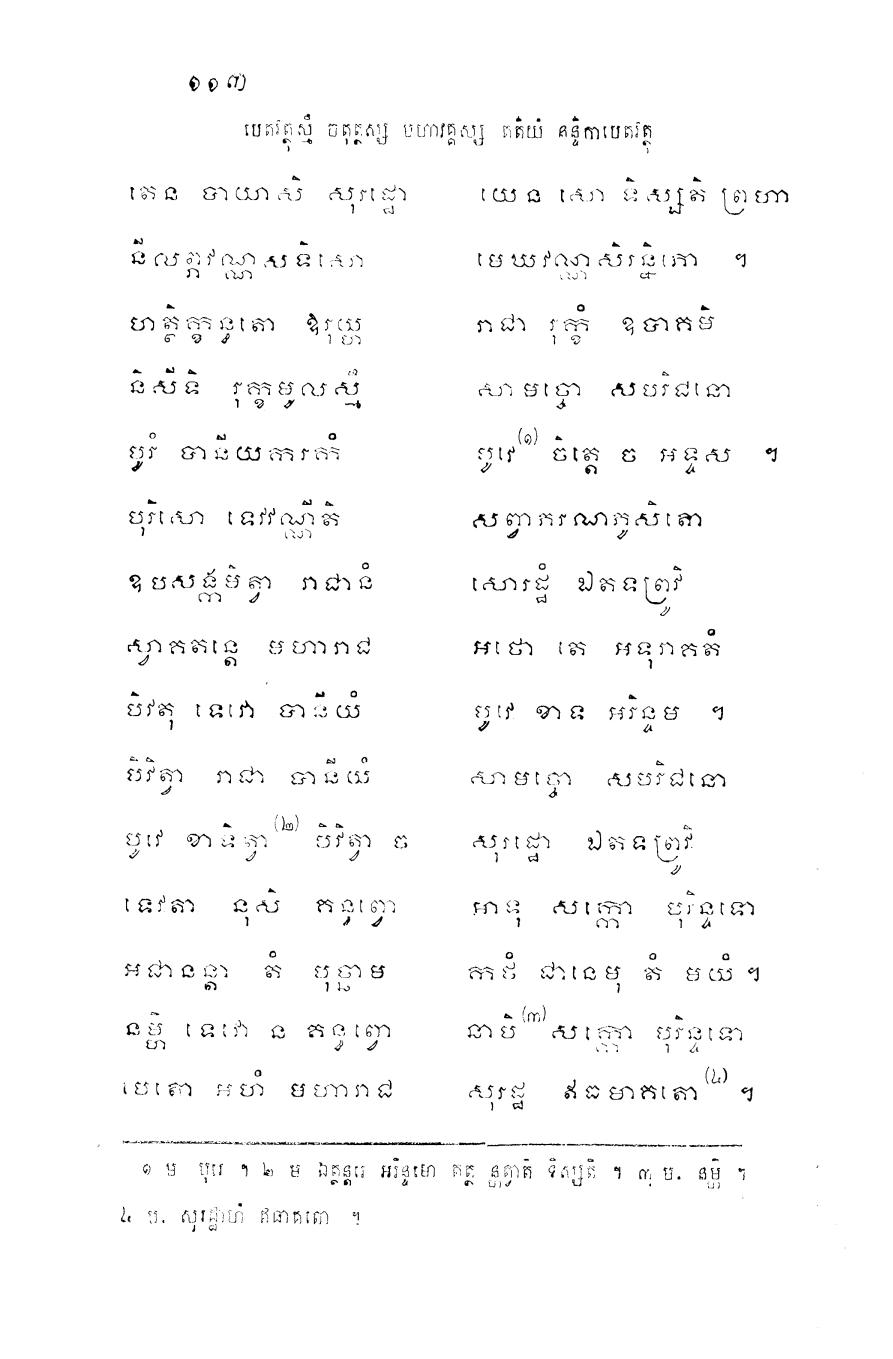 ១១៧
បេតវត្ថុស្មឹ ចតុត្ថស្ស មហាវគ្គស្ស តតិយំ នន្ទិកាបេតវត្ថុ
តេន បាយាសិ សុរដ្ឋោ យេន សោ ទិស្សតិ ព្រហា
នីលព្ភវណ្ណសទិសោ មេឃវណ្ណសិរន្និភោ ។
ហត្ថិក្ខន្ធតោ ឱរុយ្ហ រាជា រុក្ខំ ឧបាគមិ
និសីទិ រុក្ខមូលស្មឹ សាមច្ចោ សបរិជនោ
បូរំ បានីយករកំ បូវេ(១) ចិត្តេ ច អទ្ទស ។
បុរិសោ ទេវវណ្ណីតិ សព្វាភរណភូសិតោ
ឧបសង្កមិត្វា រាជានំ សោរដ្ឋំ ឯតទព្រូវិ
ស្វាគតន្តេ មហារាជ អថោ តេ អទុរាគតំ
បិវតុ ទេវោ បានីយំ បូវេ ខាទ អរិន្ទម ។
បិវិត្វា រាជា បានីយំ សាមច្ចោ សបរិជនោ
បូវេ ខាទិត្វា(២) បិវិត្វា ច សុរដ្ឋោ ឯតទព្រូវិ
ទេវតា នុសិ គន្ធព្វោ អាទុ សក្កោ បុរិន្ទទោ
អជានន្តា តំ បុច្ឆាម កថំ ជានេមុ តំ មយំ ។
នម្ហិ ទេវោ ន គន្ធព្វោ នាបិ(៣) សក្កោ បុរិន្ទទោ
បេតោ អហំ មហារាជ សុរដ្ឋ ឥធមាគតោ(៤) ។
១ ម បុរេ ។ ២ ម ឯត្ថន្តរេ អរិន្ទមោ តត្ថ ន្ហត្វាតិ ទិស្សតិ ។ ៣ ម. នម្ហិ ។
៤ ម. សុរដ្ឋាហំ ឥធាគតោ ។